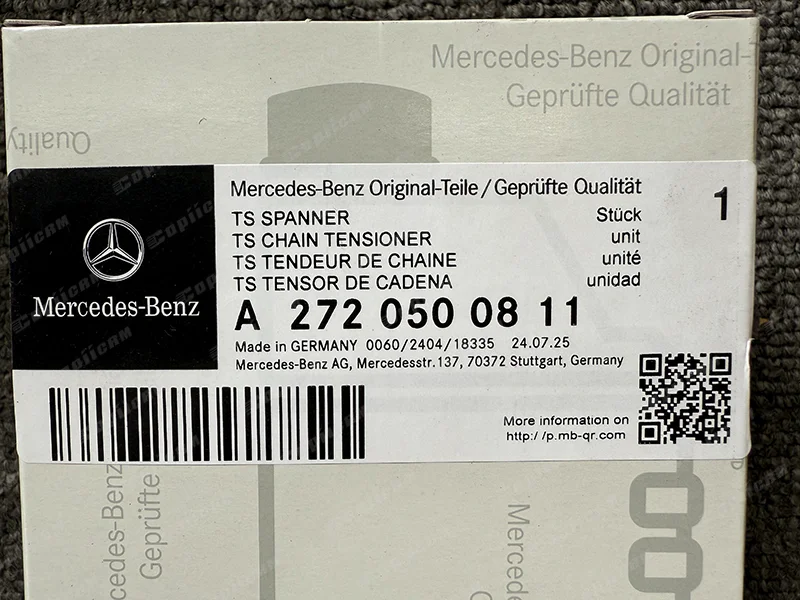 Mercedes-Benz Original-T
Geprüfte Qualität
Quality
Mercedes-Benz Original-Teile / Geprüfte Qualität
1
TS SPANNER Stück
TS CHAIN TENSIONER unit
TS TENDEUR DE CHAINE unité
TS TENSOR DE CADENA unidad
Mercedes-Benz
A 272 050 08 11
Made in GERMANY 0060/2404/18335 24.07.25
Mercedes-Benz AG, Mercedesstr.137, 70372 Stuttgart, Germany
More information on
http://p.mb-qr.com
cedes-Benz
Geprüfte
Mercede
Copiicam